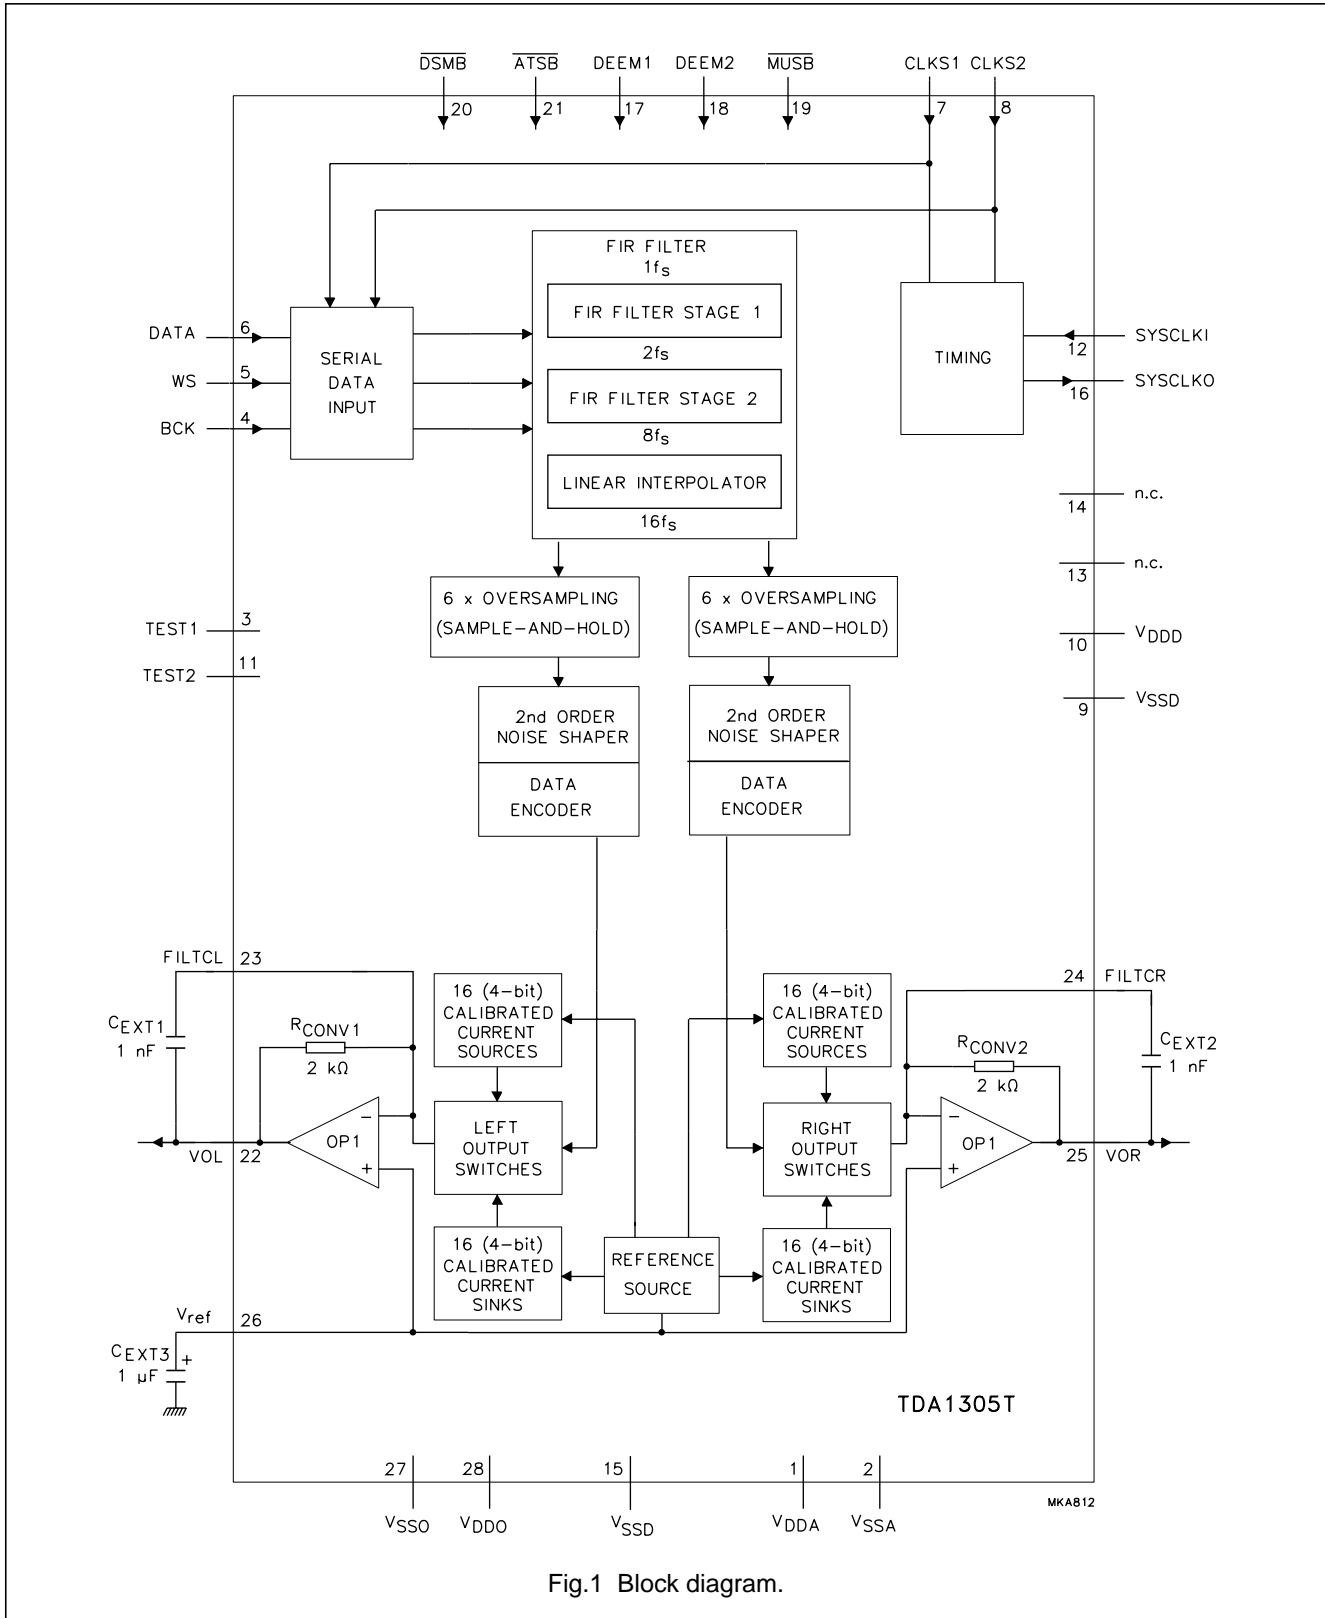 DSMB ATSB DEEM1 DEEM2 MUSB CLKS1 CLKS2
20 21 17 18 19 7 8
FIR FILTER
1fs
FIR FILTER STAGE 1
2fs
FIR FILTER STAGE 2
8fs
LINEAR INTERPOLATOR
16fs
DATA 6
WS 5
BCK 4
SERIAL
DATA
INPUT
TIMING
12 SYSCLKI
16 SYSCLKO
14 n.c.
13 n.c.
10 VDDD
9 VSSD
TEST1 3
TEST2 11
6 x OVERSAMPLING
(SAMPLE-AND-HOLD)
6 x OVERSAMPLING
(SAMPLE-AND-HOLD)
2nd ORDER
NOISE SHAPER
DATA
ENCODER
2nd ORDER
NOISE SHAPER
DATA
ENCODER
FILTCL 23
CEXT1
1 nF
RCONV1
2 kΩ
16 (4-bit)
CALIBRATED
CURRENT
SOURCES
16 (4-bit)
CALIBRATED
CURRENT
SOURCES
24 FILTCR
RCONV2
2 kΩ
CEXT2
1 nF
− OP1 +
VOL 22
LEFT
OUTPUT
SWITCHES
RIGHT
OUTPUT
SWITCHES
− OP1 +
25 VOR
16 (4-bit)
CALIBRATED
CURRENT
SINKS
REFERENCE
SOURCE
16 (4-bit)
CALIBRATED
CURRENT
SINKS
Vref 26
CEXT3 +
1 μF
TDA1305T
27 28 15 1 2
VSSO VDDO VSSD VDDA VSSA
MKA812
Fig.1 Block diagram.